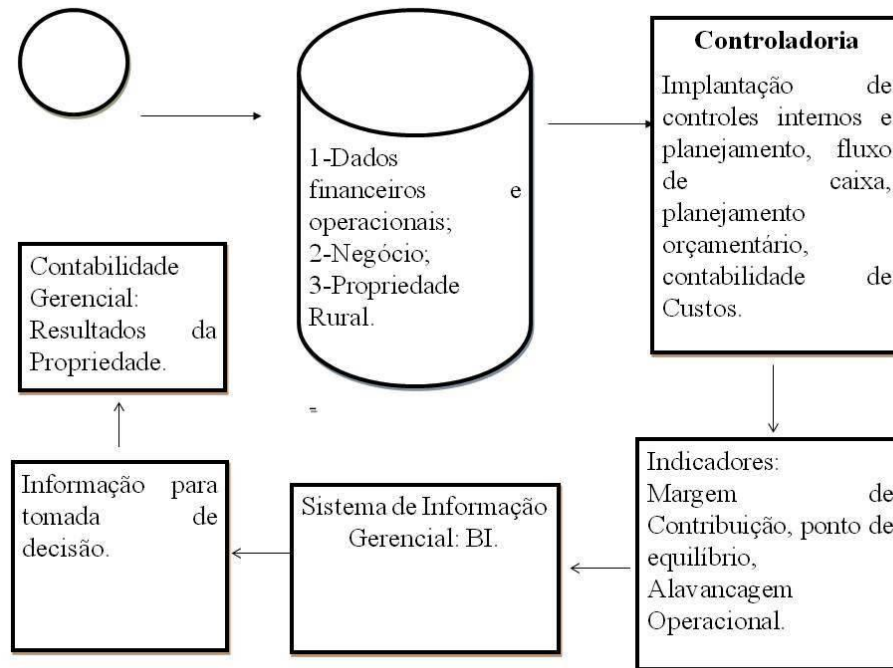 1-Dados
financeiros e
operacionais;
2-Negócio;
3-Propriedade
Rural.
Controladoria
Implantação de
controles internos e
planejamento, fluxo
de caixa,
planejamento
orçamentário,
contabilidade de
Custos.
Indicadores:
Margem de
Contribuição, ponto de
equilíbrio,
Alavancagem
Operacional.
Sistema de Informação
Gerencial: BI.
Informação para
tomada de
decisão.
Contabilidade
Gerencial:
Resultados da
Propriedade.